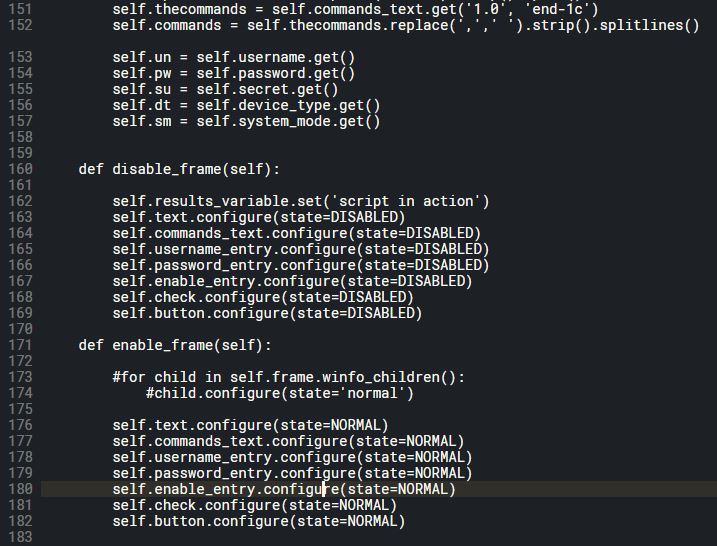 151 self.thecommands = self.commands_text.get('1.0', 'end-1c')
152 self.commands = self.thecommands.replace(',',' ').strip().splitlines()
153 self.un = self.username.get()
154 self.pw = self.password.get()
155 self.su = self.secret.get()
156 self.dt = self.device_type.get()
157 self.sm = self.system_mode.get()
158
159
160 def disable_frame(self):
161
162 self.results_variable.set('script in action')
163 self.text.configure(state=DISABLED)
164 self.commands_text.configure(state=DISABLED)
165 self.username_entry.configure(state=DISABLED)
166 self.password_entry.configure(state=DISABLED)
167 self.enable_entry.configure(state=DISABLED)
168 self.check.configure(state=DISABLED)
169 self.button.configure(state=DISABLED)
170
171 def enable_frame(self):
172
173 #for child in self.frame.winfo_children():
174 #child.configure(state='normal')
175
176 self.text.configure(state=NORMAL)
177 self.commands_text.configure(state=NORMAL)
178 self.username_entry.configure(state=NORMAL)
179 self.password_entry.configure(state=NORMAL)
180 self.enable_entry.configure(state=NORMAL)
181 self.check.configure(state=NORMAL)
182 self.button.configure(state=NORMAL)
183